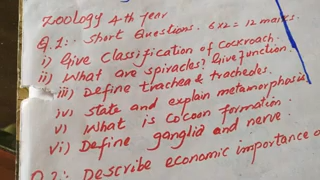 Zoology 4th year
Q.1:- Short Questions. 6x2 = 12 marks.
i) Give Classification of Cockroach.
ii) What are spiracles? Give function.
iii) Define trachea & tracheoles.
iv) State and explain metamorphosis
v) What is Cocoon formation
vi) Define ganglia and nerve.
Q.2: Describe economic importance o